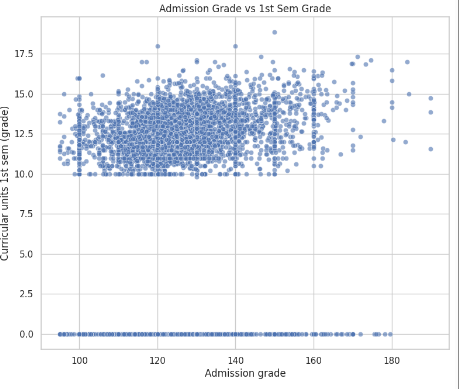 Admission Grade vs 1st Sem Grade
17.5
15.0
12.5
10.0
7.5
5.0
2.5
0.0
Curricular units 1st sem (grade)
100 120 140 160 180
Admission grade